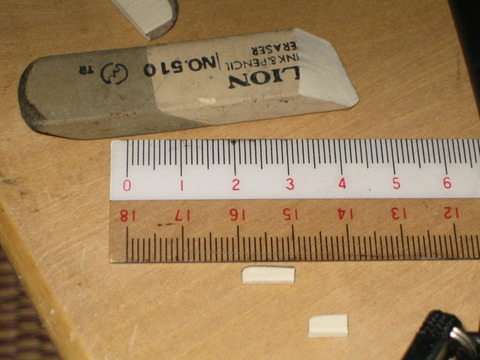 LION
INK & PENCIL
ERASER
NO.510
TR
0 1 2 3 4 5 6
18 17 16 15 14 13 12